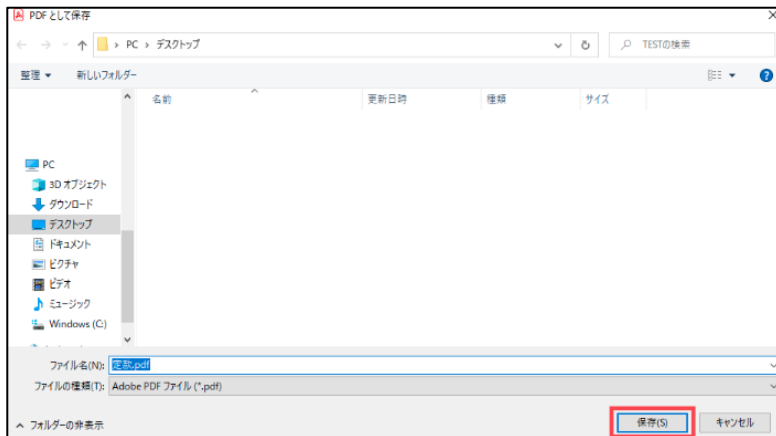 PDF として保存
PC › デスクトップ
TESTの検索
整理
新しいフォルダー
名前 更新日時 種類 サイズ
PC
3D オブジェクト
ダウンロード
デスクトップ
ドキュメント
ピクチャ
ビデオ
ミュージック
Windows (C:)
ファイル名(N): 定款.pdf
ファイルの種類(T): Adobe PDF ファイル (*.pdf)
フォルダーの非表示
保存(S)
キャンセル